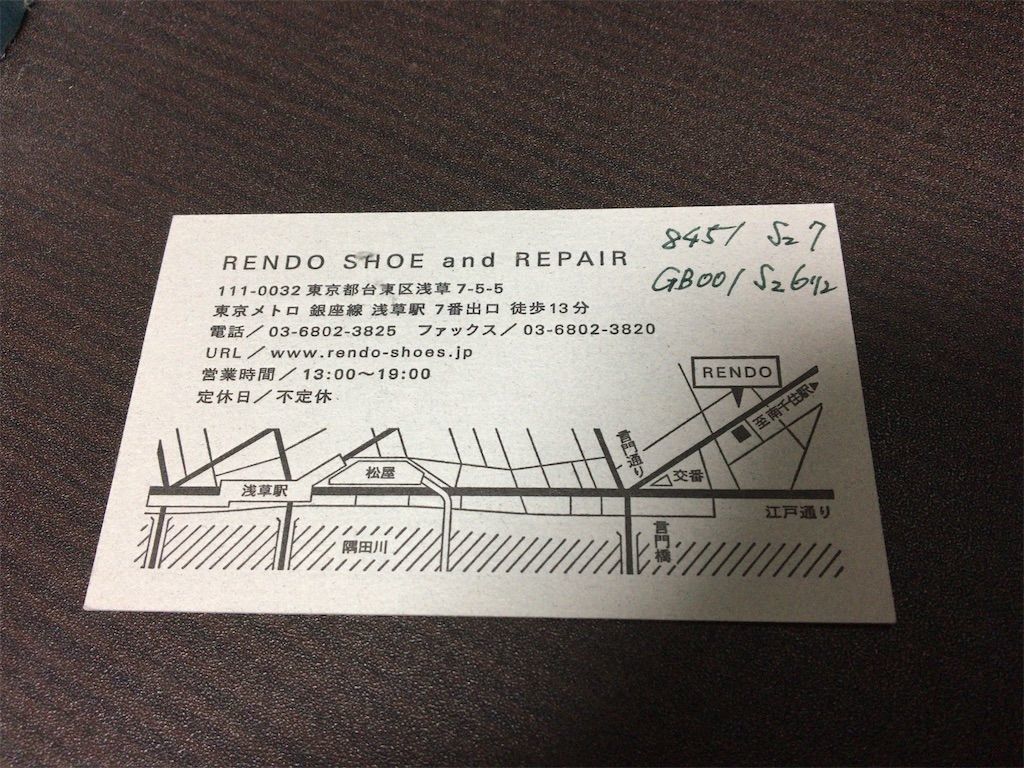 RENDO SHOE and REPAIR
8451 S2 7
GB001 S2 6 1/2
111-0032 東京都台東区浅草 7-5-5
東京メトロ 銀座線 浅草駅 7番出口 徒歩13分
電話／03-6802-3825 ファックス／03-6802-3820
URL／www.rendo-shoes.jp
営業時間／13:00〜19:00
定休日／不定休
RENDO
至南千住駅
言問通り
交番
松屋
浅草駅
江戸通り
言問橋
隅田川